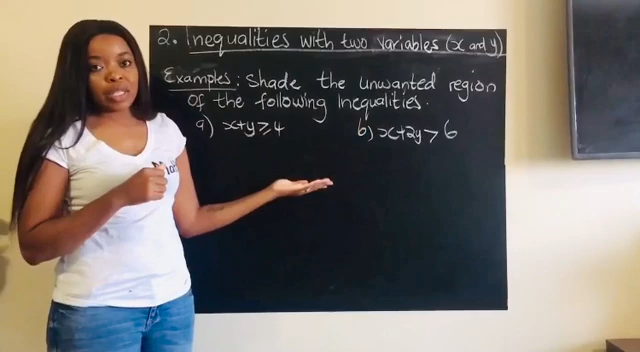 2. Inequalities with two variables (x and y)
Examples: Shade the unwanted region
of the following Inequalities.
a) x+y ≥ 4 b) x+2y > 6